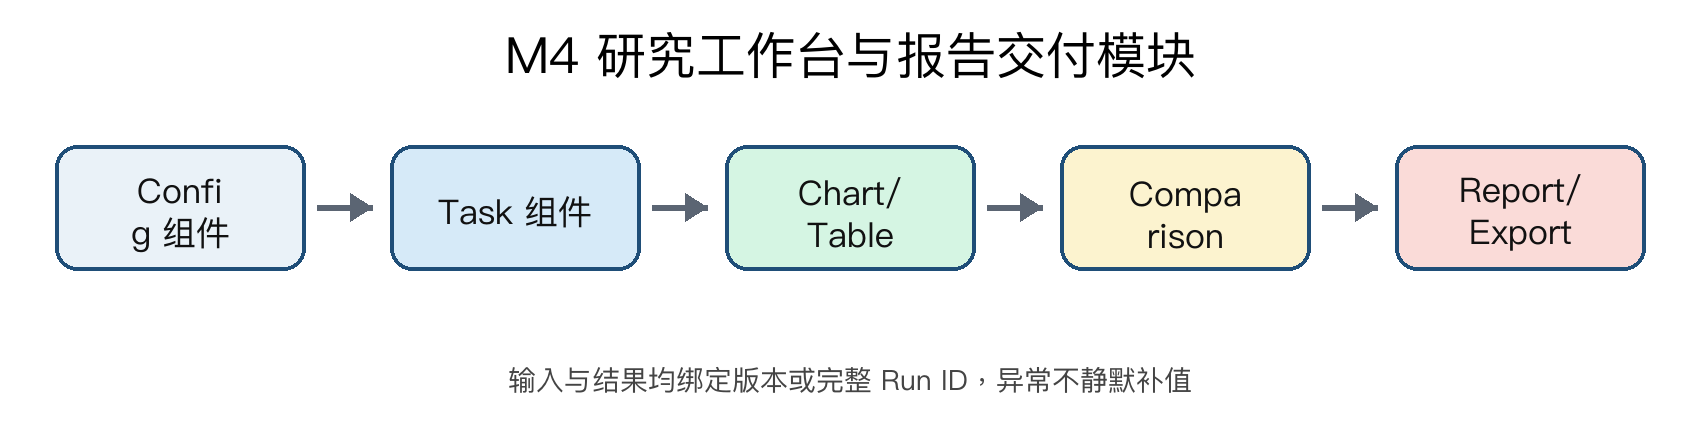 M4 研究工作台与报告交付模块
Confi
g 组件
Task 组件
Chart/
Table
Compa
rison
Report/
Export
输入与结果均绑定版本或完整 Run ID，异常不静默补值